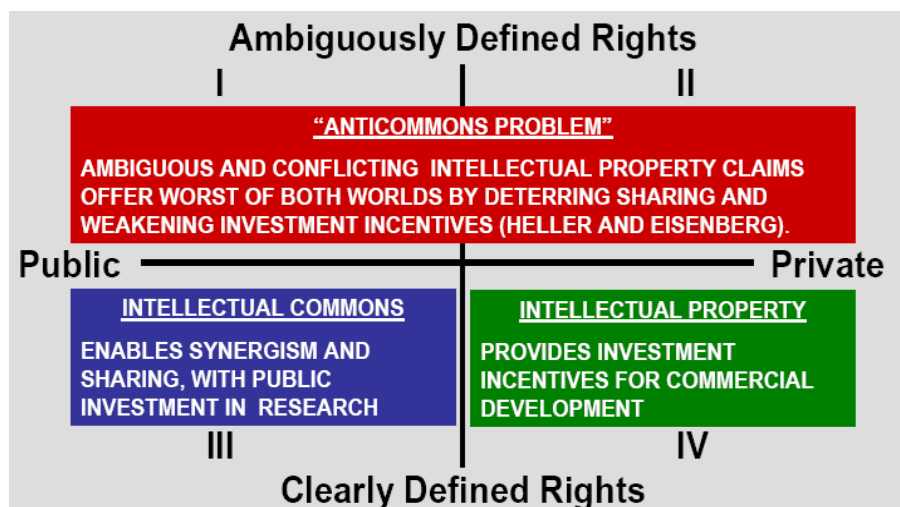 Ambiguously Defined Rights
I II
"ANTICOMMONS PROBLEM"
AMBIGUOUS AND CONFLICTING INTELLECTUAL PROPERTY CLAIMS
OFFER WORST OF BOTH WORLDS BY DETERRING SHARING AND
WEAKENING INVESTMENT INCENTIVES (HELLER AND EISENBERG).
Public Private
INTELLECTUAL COMMONS
ENABLES SYNERGISM AND
SHARING, WITH PUBLIC
INVESTMENT IN RESEARCH
INTELLECTUAL PROPERTY
PROVIDES INVESTMENT
INCENTIVES FOR COMMERCIAL
DEVELOPMENT
III IV
Clearly Defined Rights